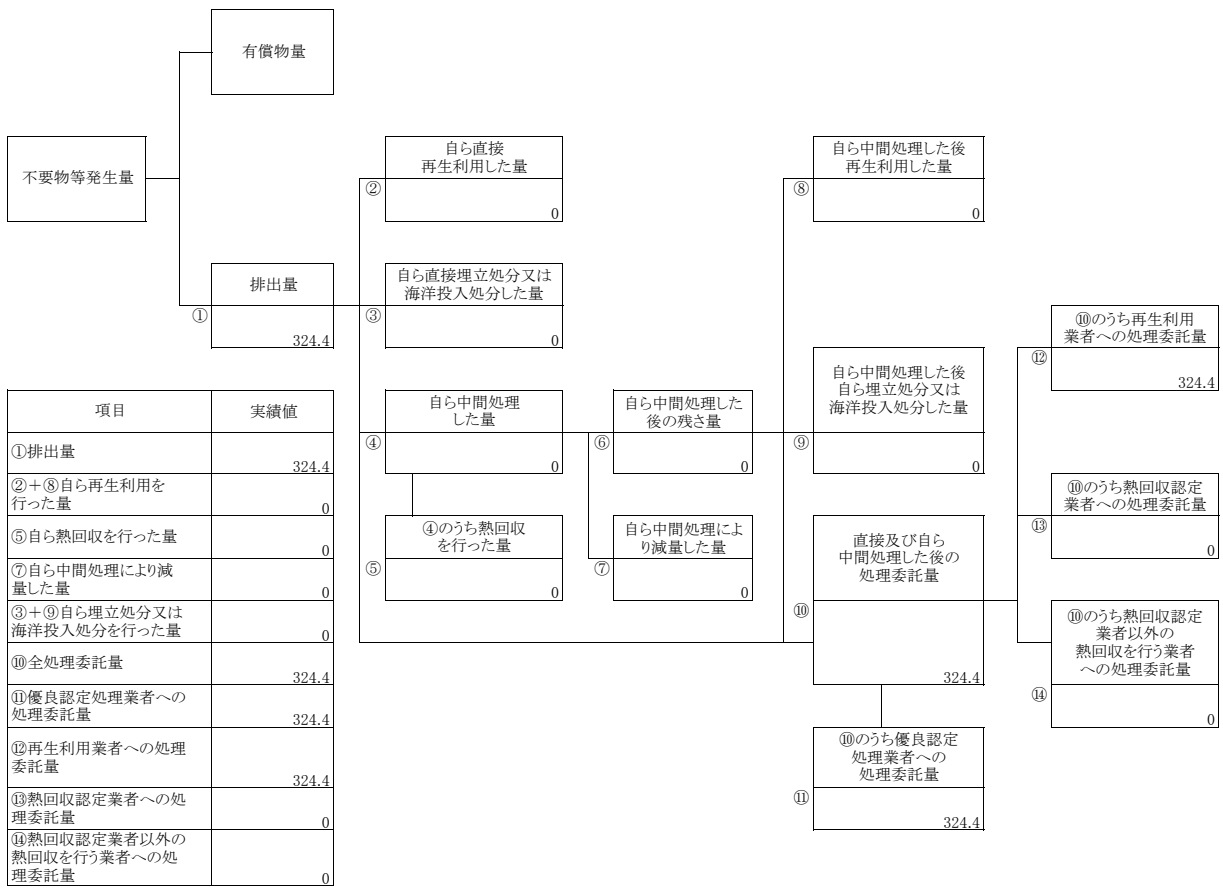 有償物量
不要物等発生量
排出量
①
324.4
自ら直接
再生利用した量
②
0
自ら直接埋立処分又は
海洋投入処分した量
③
0
自ら中間処理
した量
④
0
④のうち熱回収
を行った量
⑤
0
自ら中間処理した
後の残さ量
⑥
0
自ら中間処理によ
り減量した量
⑦
0
自ら中間処理した後
再生利用した量
⑧
0
自ら中間処理した後
自ら埋立処分又は
海洋投入処分した量
⑨
0
直接及び自ら
中間処理した後の
処理委託量
⑩
324.4
⑩のうち優良認定
処理業者への
処理委託量
⑪
324.4
⑩のうち再生利用
業者への処理委託量
⑫
324.4
⑩のうち熱回収認定
業者への処理委託量
⑬
0
⑩のうち熱回収認定
業者以外の
熱回収を行う業者
への処理委託量
⑭
0
項目 実績値
①排出量
324.4
②＋⑧自ら再生利用を
行った量
0
⑤自ら熱回収を行った量
0
⑦自ら中間処理により減
量した量
0
③＋⑨自ら埋立処分又は
海洋投入処分を行った量
0
⑩全処理委託量
324.4
⑪優良認定処理業者への
処理委託量
324.4
⑫再生利用業者への処理
委託量
324.4
⑬熱回収認定業者への処
理委託量
0
⑭熱回収認定業者以外の
熱回収を行う業者への処
理委託量
0